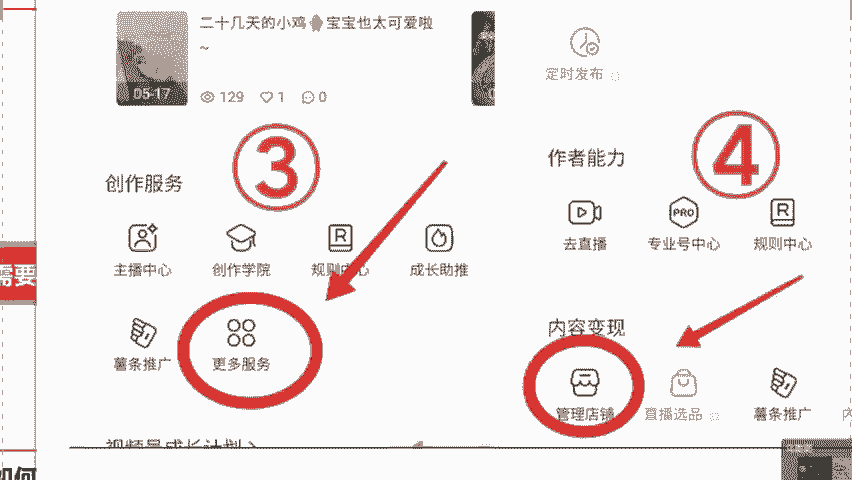 二十几天的小鸡宝宝也太可爱啦
~
05-17
129 1 0
③
创作服务
主播中心 创作学院 规则中心 成长助推
薯条推广 更多服务
视频号成长计划 >
定时发布
④
作者能力
去直播 专业号中心 规则中心
内容变现
管理店铺 直播选品 薯条推广 内
需要
如何